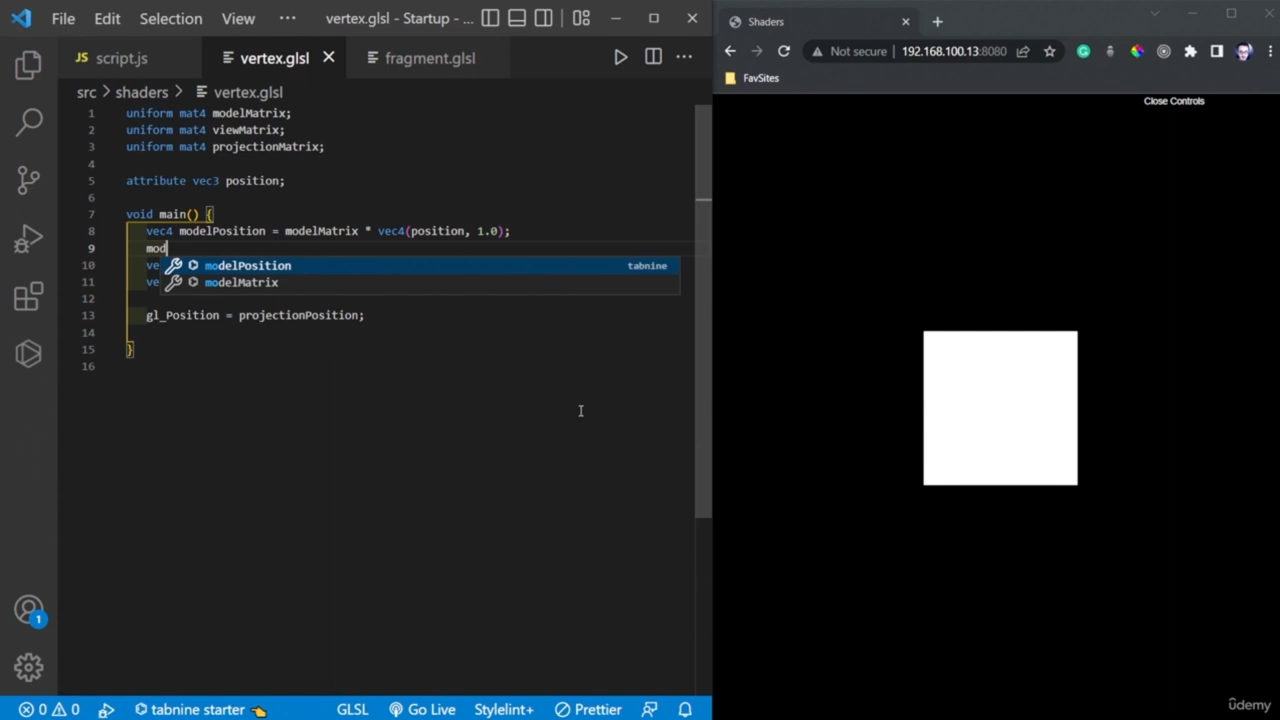 File Edit Selection View ··· vertex.glsl - Startup - ...
JS script.js vertex.glsl fragment.glsl
src > shaders > vertex.glsl
1 uniform mat4 modelMatrix;
2 uniform mat4 viewMatrix;
3 uniform mat4 projectionMatrix;
4
5 attribute vec3 position;
6
7 void main() {
8 vec4 modelPosition = modelMatrix * vec4(position, 1.0);
9 mod
10 ve modelPosition tabnine
11 ve modelMatrix
12
13 gl_Position = projectionPosition;
14
15 }
16
1
0 0 tabnine starter GLSL Go Live Stylelint+ Prettier
Shaders
Not secure | 192.168.100.13:8080
FavSites
Close Controls
ûdemy